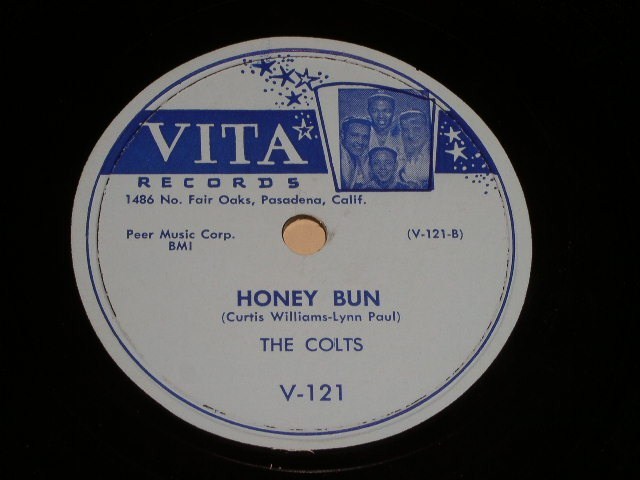 VITA
RECORDS
1486 No. Fair Oaks, Pasadena, Calif.
Peer Music Corp.
BMI
(V-121-B)
HONEY BUN
(Curtis Williams-Lynn Paul)
THE COLTS
V-121